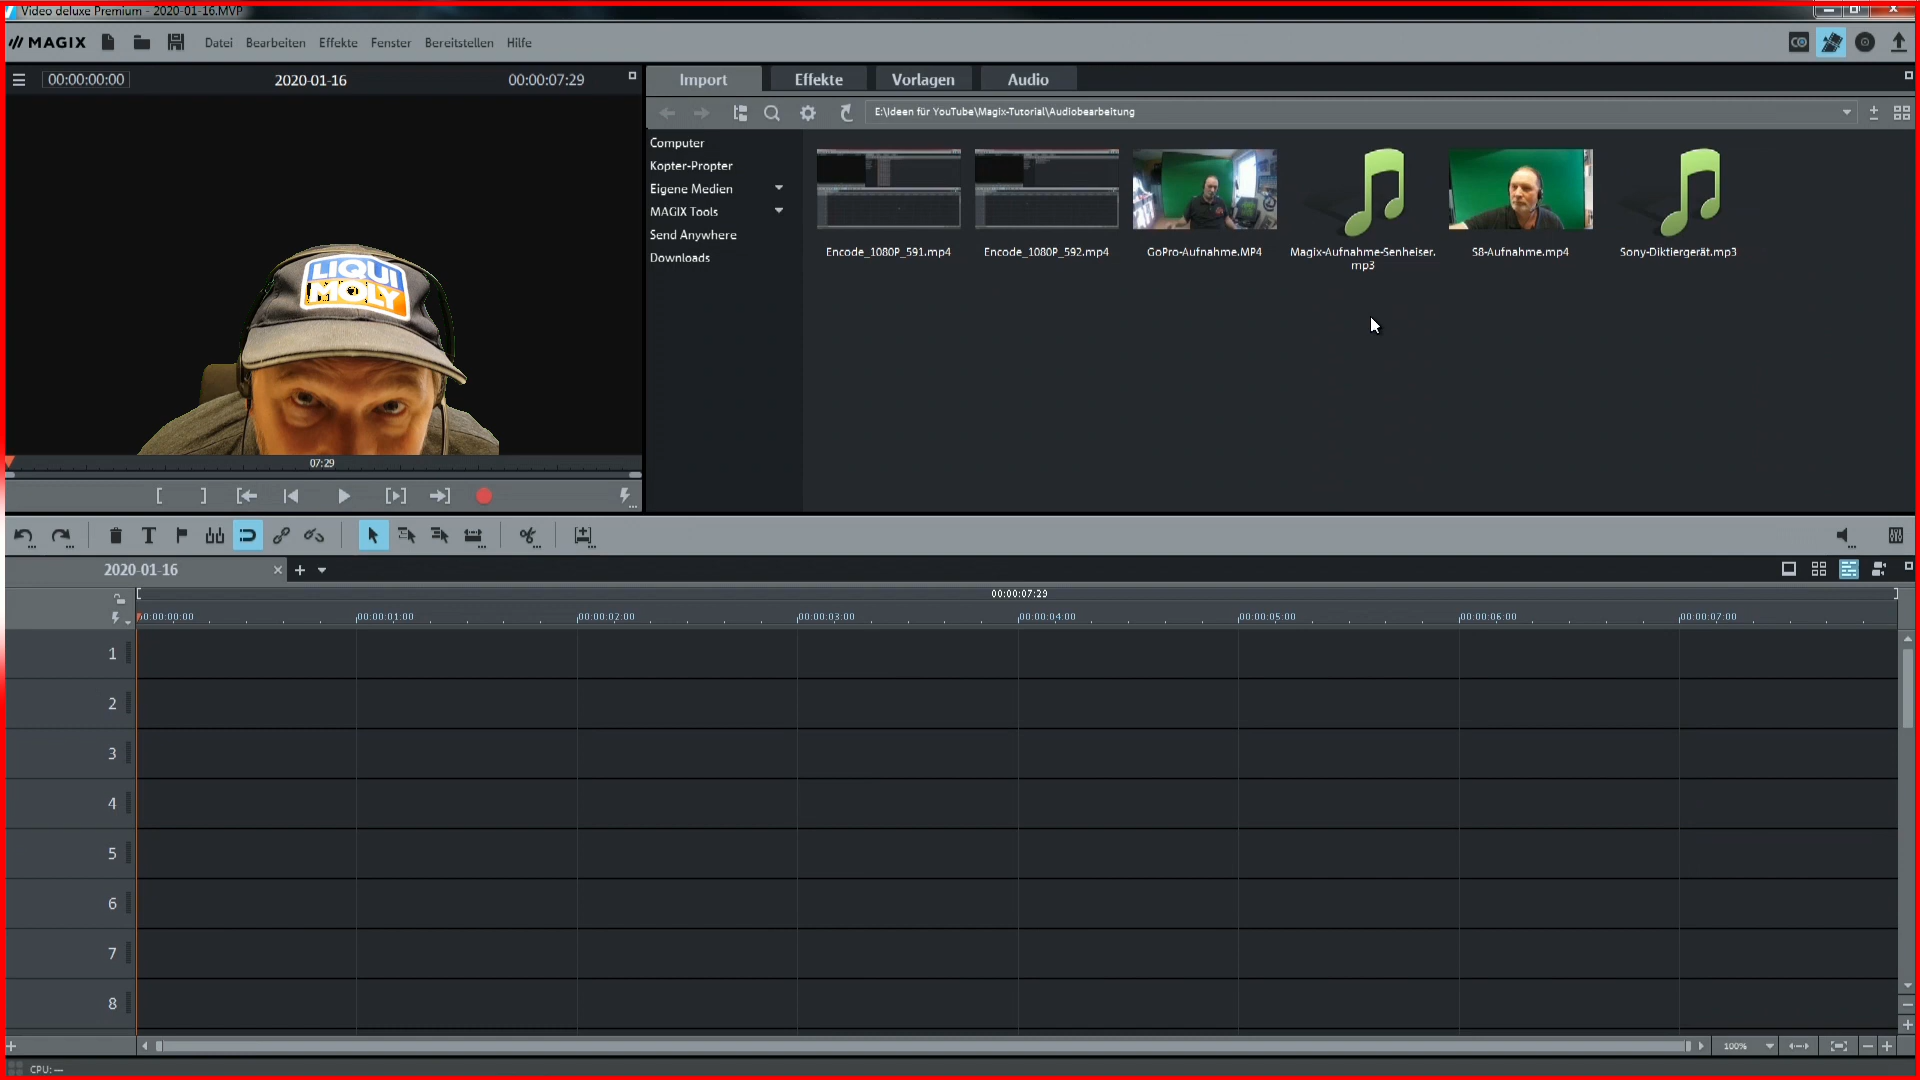 Video deluxe Premium - 2020-01-16.MVP
MAGIX Datei Bearbeiten Effekte Fenster Bereitstellen Hilfe
00:00:00:00 2020-01-16 00:00:07:29
Import Effekte Vorlagen Audio
E:\Ideen für YouTube\Magix-Tutorial\Audiobearbeitung
Computer
Kopter-Propter
Eigene Medien
MAGIX Tools
Send Anywhere
Downloads
Encode_1080P_591.mp4
Encode_1080P_592.mp4
GoPro-Aufnahme.MP4
Magix-Aufnahme-Senheiser.
mp3
S8-Aufnahme.mp4
Sony-Diktiergerät.mp3
LIQUI
MOLY
07:29
2020-01-16
00:00:07:29
00:00:00:00 00:00:01:00 00:00:02:00 00:00:03:00 00:00:04:00 00:00:05:00 00:00:06:00 00:00:07:00
1
2
3
4
5
6
7
8
100%
CPU: —